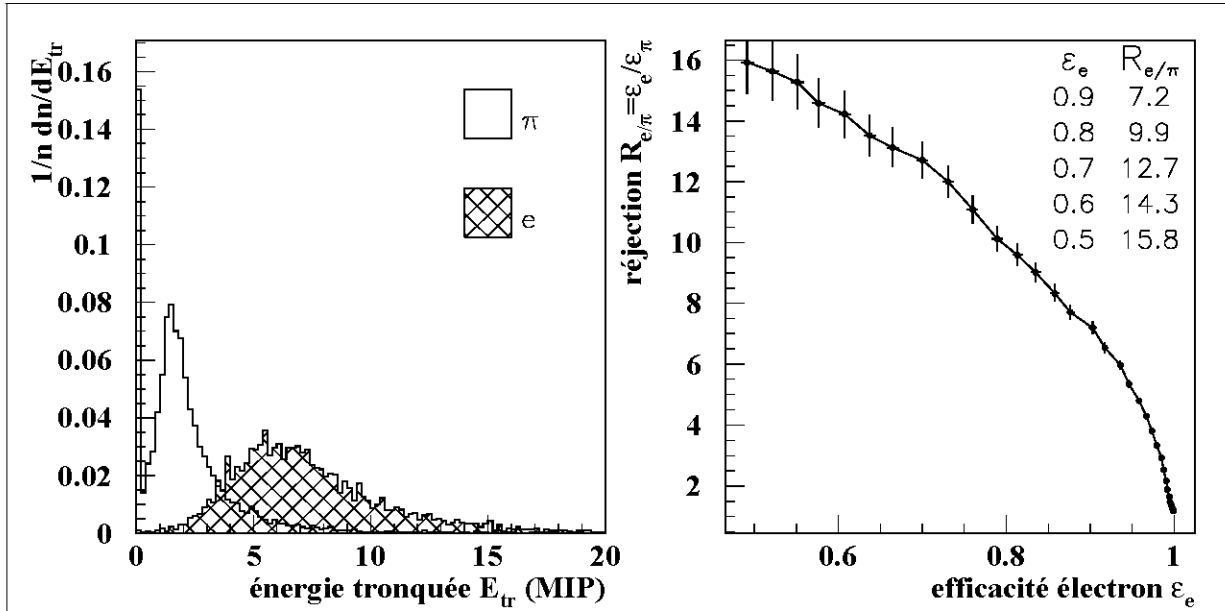 1/n dn/dE_tr
0.16
0.14
0.12
0.1
0.08
0.06
0.04
0.02
0
π
e
0 5 10 15 20
énergie tronquée E_tr (MIP)
réjection R_e/π=ε_e/ε_π
16
14
12
10
8
6
4
2
ε_e R_e/π
0.9 7.2
0.8 9.9
0.7 12.7
0.6 14.3
0.5 15.8
0.6 0.8 1
efficacité électron ε_e